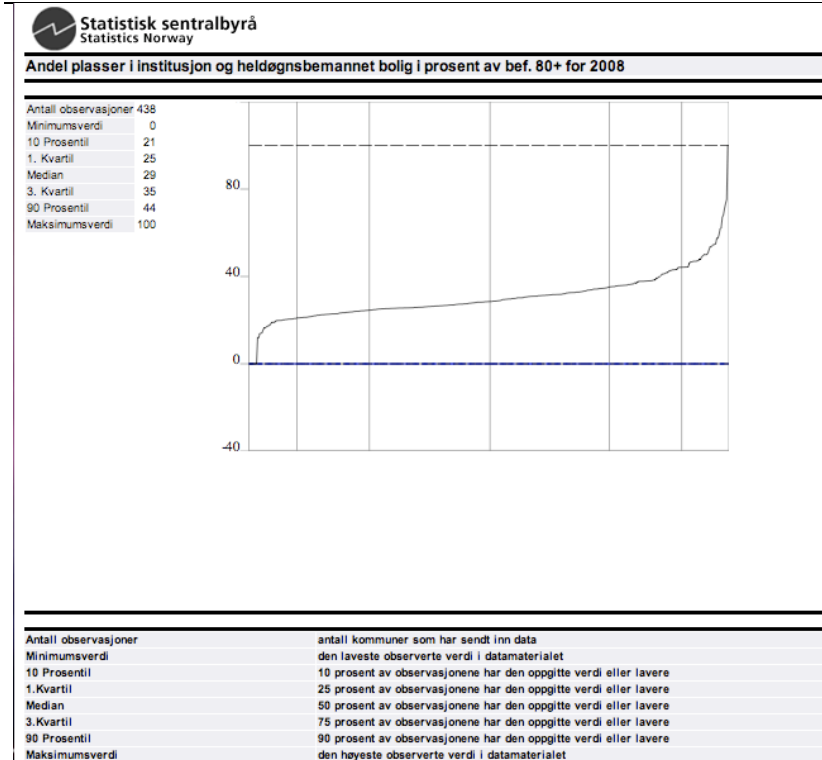 Statistisk sentralbyrå
Statistics Norway
Andel plasser i institusjon og heldøgnsbemannet bolig i prosent av bef. 80+ for 2008
Antall observasjoner 438
Minimumsverdi 0
10 Prosentil 21
1. Kvartil 25
Median 29
3. Kvartil 35
90 Prosentil 44
Maksimumsverdi 100
80
40
0
-40
Antall observasjoner antall kommuner som har sendt inn data
Minimumsverdi den laveste observerte verdi i datamaterialet
10 Prosentil 10 prosent av observasjonene har den oppgitte verdi eller lavere
1.Kvartil 25 prosent av observasjonene har den oppgitte verdi eller lavere
Median 50 prosent av observasjonene har den oppgitte verdi eller lavere
3.Kvartil 75 prosent av observasjonene har den oppgitte verdi eller lavere
90 Prosentil 90 prosent av observasjonene har den oppgitte verdi eller lavere
Maksimumsverdi den høyeste observerte verdi i datamaterialet